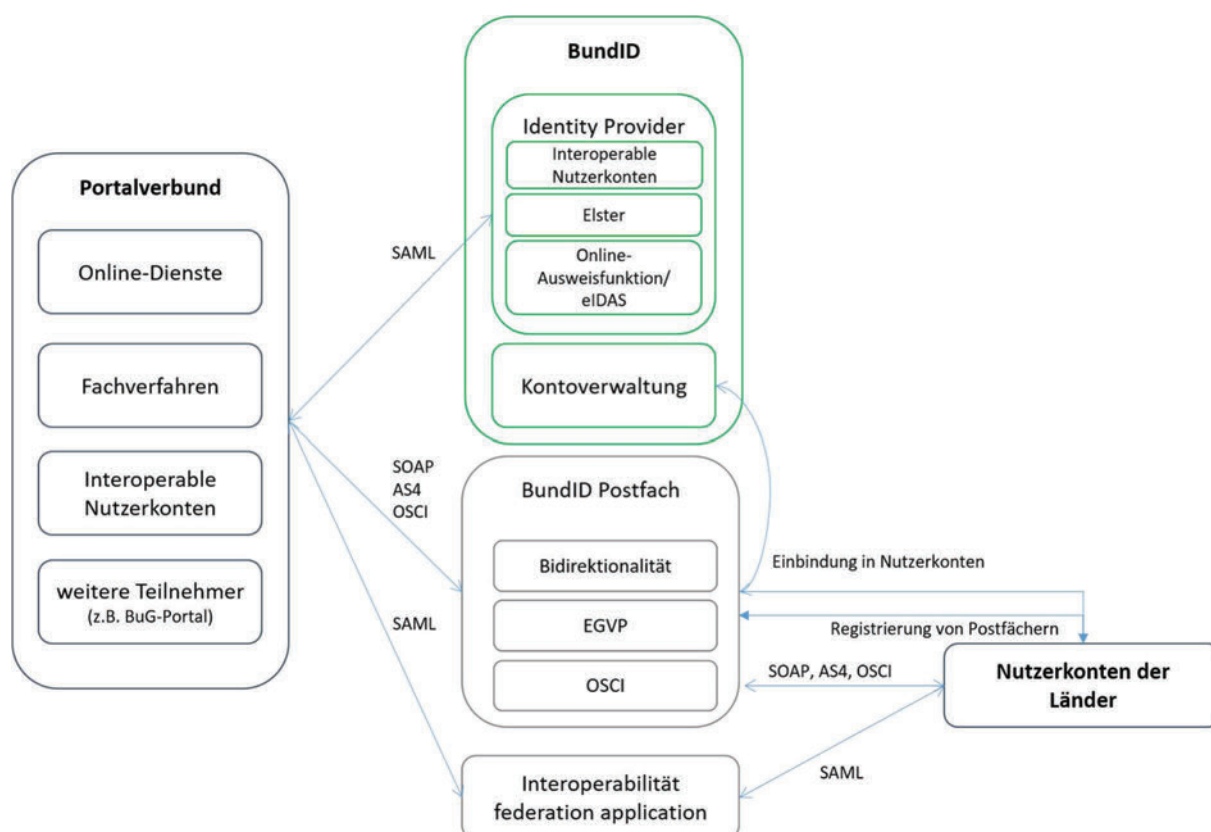 Portalverbund
Online-Dienste
Fachverfahren
Interoperable
Nutzerkonten
weitere Teilnehmer
(z.B. BuG-Portal)
SAML
SOAP
AS4
OSCI
SAML
BundID
Identity Provider
Interoperable
Nutzerkonten
Elster
Online-
Ausweisfunktion/
eIDAS
Kontoverwaltung
BundID Postfach
Bidirektionalität
EGVP
OSCI
Interoperabilität
federation application
Einbindung in Nutzerkonten
Registrierung von Postfächern
SOAP, AS4, OSCI
SAML
Nutzerkonten der
Länder